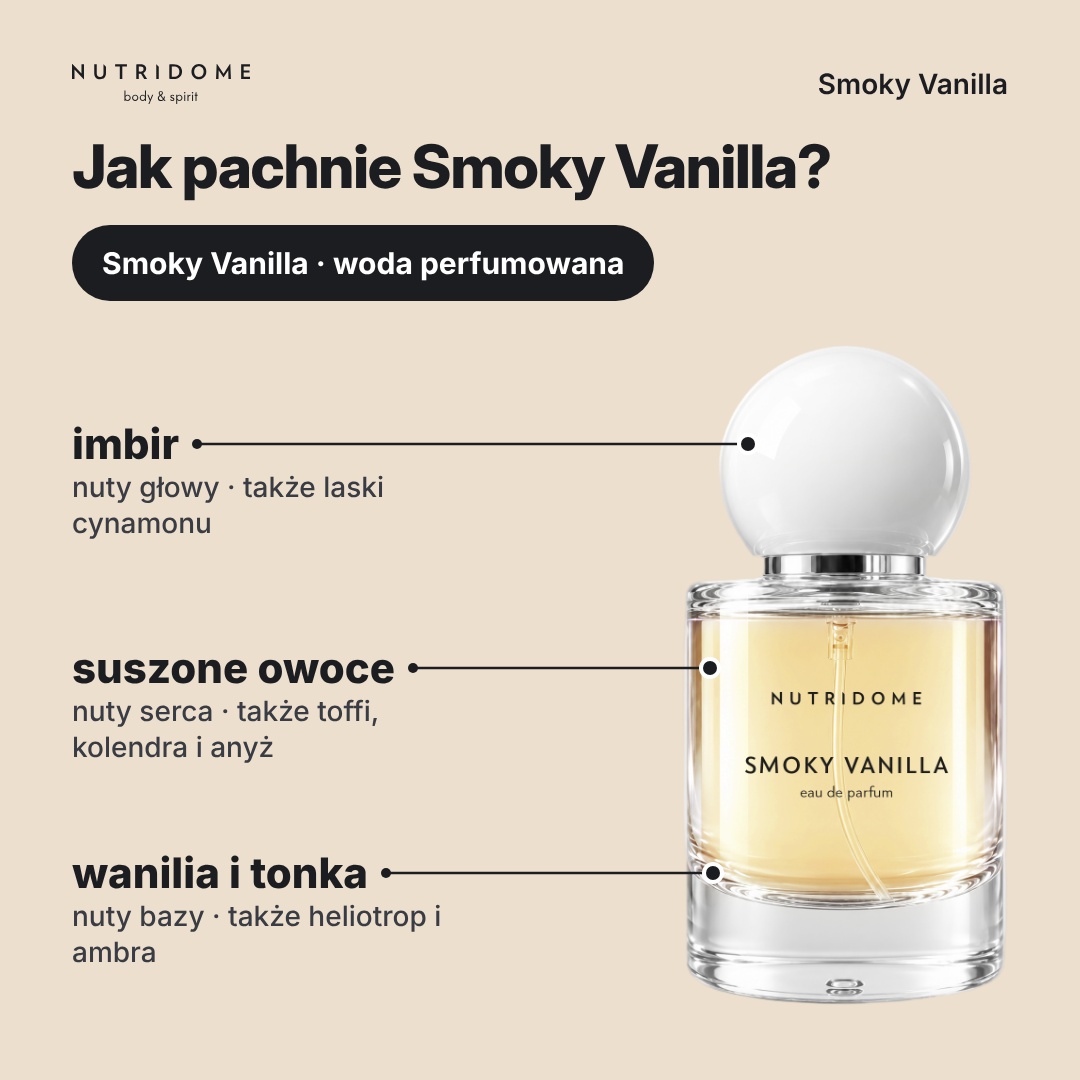 NUTRIDOME
body & spirit
Smoky Vanilla
Jak pachnie Smoky Vanilla?
Smoky Vanilla · woda perfumowana
imbir
nuty głowy · także laski
cynamonu
suszone owoce
nuty serca · także toffi,
kolendra i anyż
wanilia i tonka
nuty bazy · także heliotrop i
ambra
NUTRIDOME
SMOKY VANILLA
eau de parfum